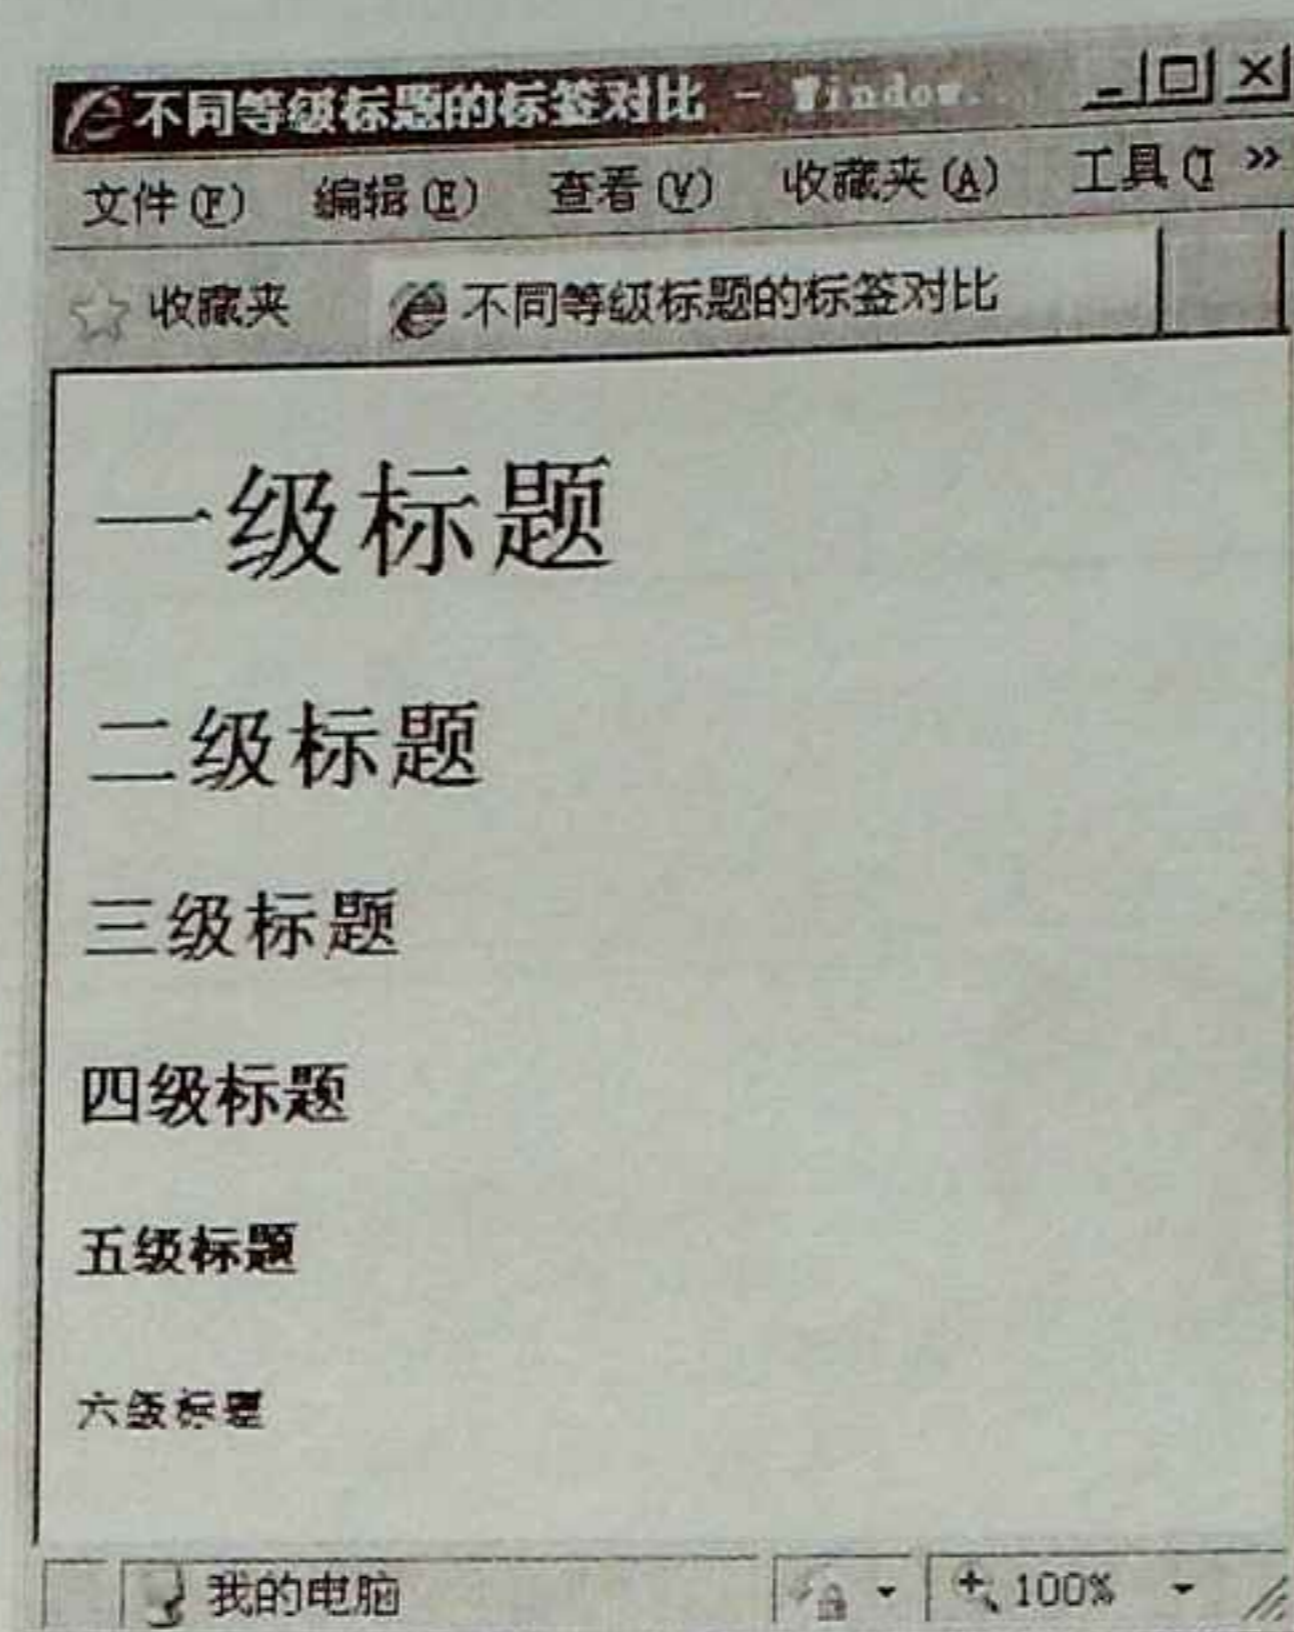 不同等级标题的标签对比 - Window...
文件(F) 编辑(E) 查看(V) 收藏夹(A) 工具(T »
收藏夹 不同等级标题的标签对比
一级标题
二级标题
三级标题
四级标题
五级标题
六级标题
我的电脑 100%